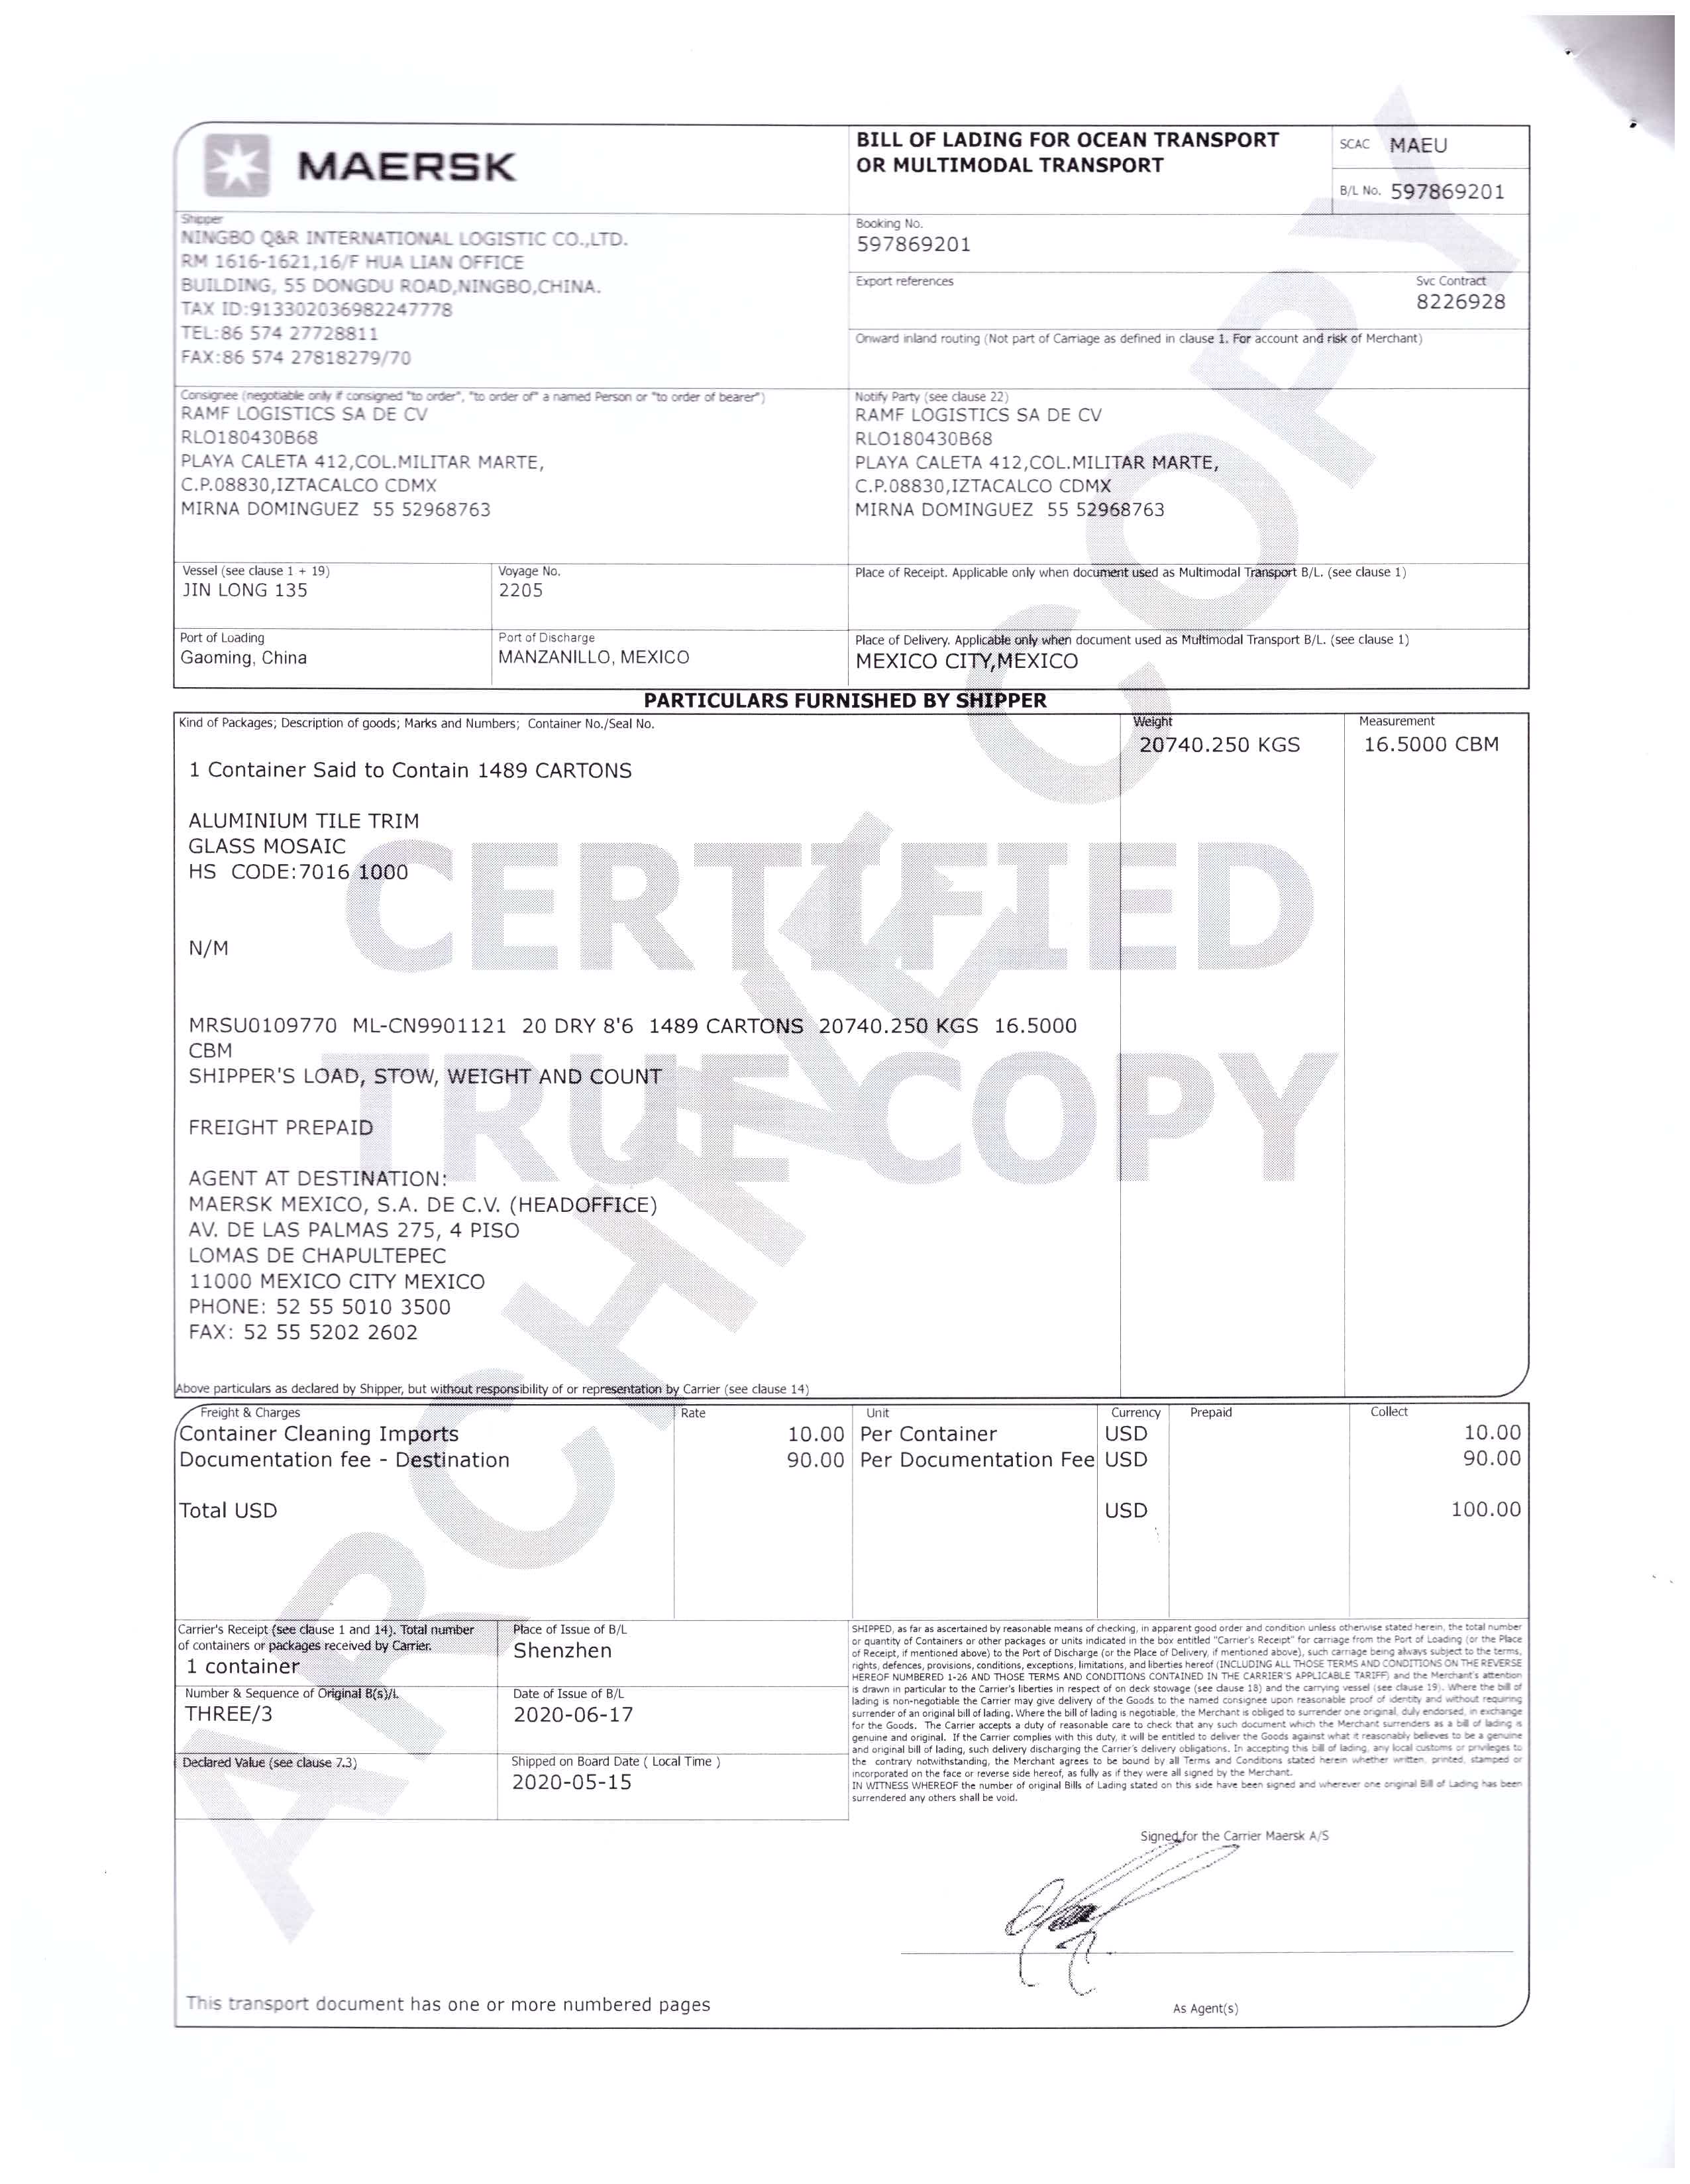 MAERSK
BILL OF LADING FOR OCEAN TRANSPORT
OR MULTIMODAL TRANSPORT
SCAC MAEU
B/L No. 597869201
Shipper
NINGBO Q&R INTERNATIONAL LOGISTIC CO.,LTD.
RM 1616-1621,16/F HUA LIAN OFFICE
BUILDING, 55 DONGDU ROAD,NINGBO,CHINA.
TAX ID:913302036982247778
TEL:86 574 27728811
FAX:86 574 27818279/70
Booking No.
597869201
Export references
Svc Contract
8226928
Onward inland routing (Not part of Carriage as defined in clause 1. For account and risk of Merchant)
Consignee (negotiable only if consigned "to order", "to order of" a named Person or "to order of bearer")
RAMF LOGISTICS SA DE CV
RLO180430B68
PLAYA CALETA 412,COL.MILITAR MARTE,
C.P.08830,IZTACALCO CDMX
MIRNA DOMINGUEZ 55 52968763
Notify Party (see clause 22)
RAMF LOGISTICS SA DE CV
RLO180430B68
PLAYA CALETA 412,COL.MILITAR MARTE,
C.P.08830,IZTACALCO CDMX
MIRNA DOMINGUEZ 55 52968763
Vessel (see clause 1 + 19)
JIN LONG 135
Voyage No.
2205
Place of Receipt. Applicable only when document used as Multimodal Transport B/L. (see clause 1)
Port of Loading
Gaoming, China
Port of Discharge
MANZANILLO, MEXICO
Place of Delivery. Applicable only when document used as Multimodal Transport B/L. (see clause 1)
MEXICO CITY,MEXICO
PARTICULARS FURNISHED BY SHIPPER
Kind of Packages; Description of goods; Marks and Numbers; Container No./Seal No.
Weight
20740.250 KGS
Measurement
16.5000 CBM
1 Container Said to Contain 1489 CARTONS
ALUMINIUM TILE TRIM
GLASS MOSAIC
HS CODE:7016 1000
N/M
MRSU0109770 ML-CN9901121 20 DRY 8'6 1489 CARTONS 20740.250 KGS 16.5000
CBM
SHIPPER'S LOAD, STOW, WEIGHT AND COUNT
FREIGHT PREPAID
AGENT AT DESTINATION:
MAERSK MEXICO, S.A. DE C.V. (HEADOFFICE)
AV. DE LAS PALMAS 275, 4 PISO
LOMAS DE CHAPULTEPEC
11000 MEXICO CITY MEXICO
PHONE: 52 55 5010 3500
FAX: 52 55 5202 2602
CERTIFIED
TRUE COPY
ARCHIVE COPY
Above particulars as declared by Shipper, but without responsibility of or representation by Carrier (see clause 14)
Freight & Charges Rate Unit Currency Prepaid Collect
Container Cleaning Imports 10.00 Per Container USD 10.00
Documentation fee - Destination 90.00 Per Documentation Fee USD 90.00
Total USD USD 100.00
Carrier's Receipt (see clause 1 and 14). Total number
of containers or packages received by Carrier.
1 container
Place of Issue of B/L
Shenzhen
Number & Sequence of Original B(s)/L
THREE/3
Date of Issue of B/L
2020-06-17
Declared Value (see clause 7.3)
Shipped on Board Date ( Local Time )
2020-05-15
SHIPPED, as far as ascertained by reasonable means of checking, in apparent good order and condition unless otherwise stated herein, the total number
or quantity of Containers or other packages or units indicated in the box entitled "Carrier's Receipt" for carriage from the Port of Loading (or the Place
of Receipt, if mentioned above) to the Port of Discharge (or the Place of Delivery, if mentioned above), such carriage being always subject to the terms,
rights, defences, provisions, conditions, exceptions, limitations, and liberties hereof (INCLUDING ALL THOSE TERMS AND CONDITIONS ON THE REVERSE
HEREOF NUMBERED 1-26 AND THOSE TERMS AND CONDITIONS CONTAINED IN THE CARRIER'S APPLICABLE TARIFF) and the Merchant's attention
is drawn in particular to the Carrier's liberties in respect of on deck stowage (see clause 18) and the carrying vessel (see clause 19). Where the bill of
lading is non-negotiable the Carrier may give delivery of the Goods to the named consignee upon reasonable proof of identity and without requiring
surrender of an original bill of lading. Where the bill of lading is negotiable, the Merchant is obliged to surrender one original, duly endorsed, in exchange
for the Goods. The Carrier accepts a duty of reasonable care to check that any such document which the Merchant surrenders as a bill of lading is
genuine and original. If the Carrier complies with this duty, it will be entitled to deliver the Goods against what it reasonably believes to be a genuine
and original bill of lading, such delivery discharging the Carrier's delivery obligations. In accepting this bill of lading, any local customs or privileges to
the contrary notwithstanding, the Merchant agrees to be bound by all Terms and Conditions stated herein whether written, printed, stamped or
incorporated on the face or reverse side hereof, as fully as if they were all signed by the Merchant.
IN WITNESS WHEREOF the number of original Bills of Lading stated on this side have been signed and wherever one original Bill of Lading has been
surrendered any others shall be void.
Signed for the Carrier Maersk A/S
As Agent(s)
This transport document has one or more numbered pages